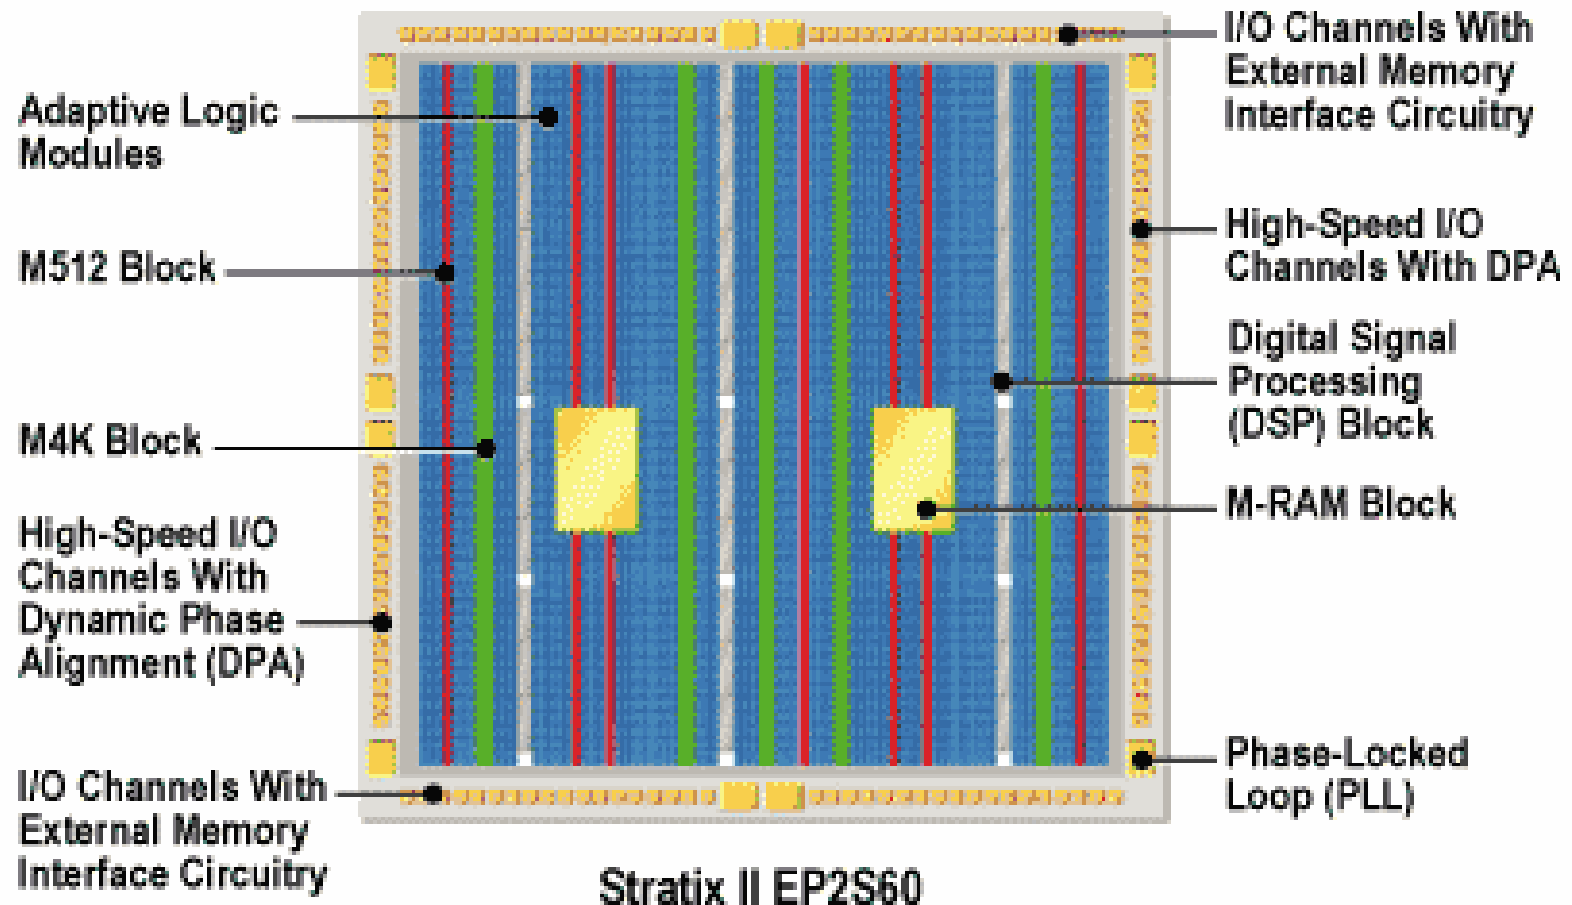 Adaptive Logic
Modules
M512 Block
M4K Block
High-Speed I/O
Channels With
Dynamic Phase
Alignment (DPA)
I/O Channels With
External Memory
Interface Circuitry
I/O Channels With
External Memory
Interface Circuitry
High-Speed I/O
Channels With DPA
Digital Signal
Processing
(DSP) Block
M-RAM Block
Phase-Locked
Loop (PLL)
Stratix II EP2S60